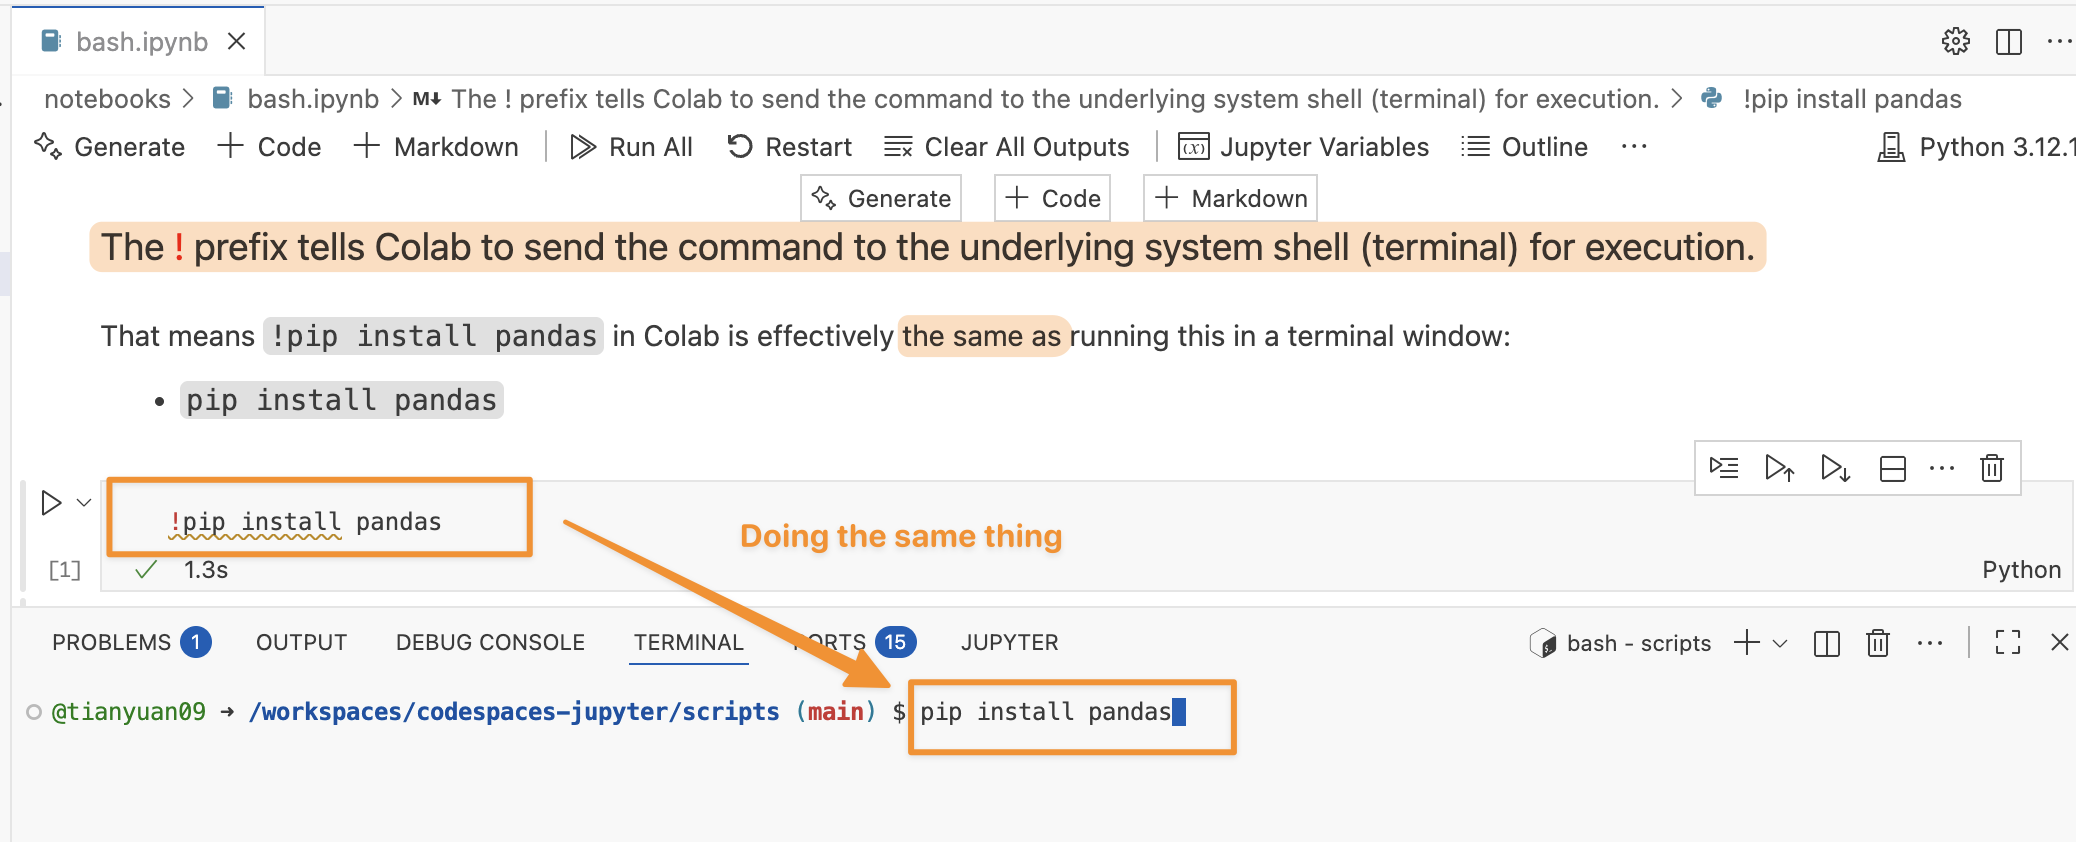 bash.ipynb
notebooks > bash.ipynb > M↓ The ! prefix tells Colab to send the command to the underlying system shell (terminal) for execution. > !pip install pandas
Generate + Code + Markdown Run All Restart Clear All Outputs Jupyter Variables Outline ··· Python 3.12.1
Generate + Code + Markdown
The ! prefix tells Colab to send the command to the underlying system shell (terminal) for execution.
That means !pip install pandas in Colab is effectively the same as running this in a terminal window:
• pip install pandas
!pip install pandas
Doing the same thing
[1] ✓ 1.3s Python
PROBLEMS 1 OUTPUT DEBUG CONSOLE TERMINAL PORTS 15 JUPYTER bash - scripts
@tianyuan09 → /workspaces/codespaces-jupyter/scripts (main) $ pip install pandas